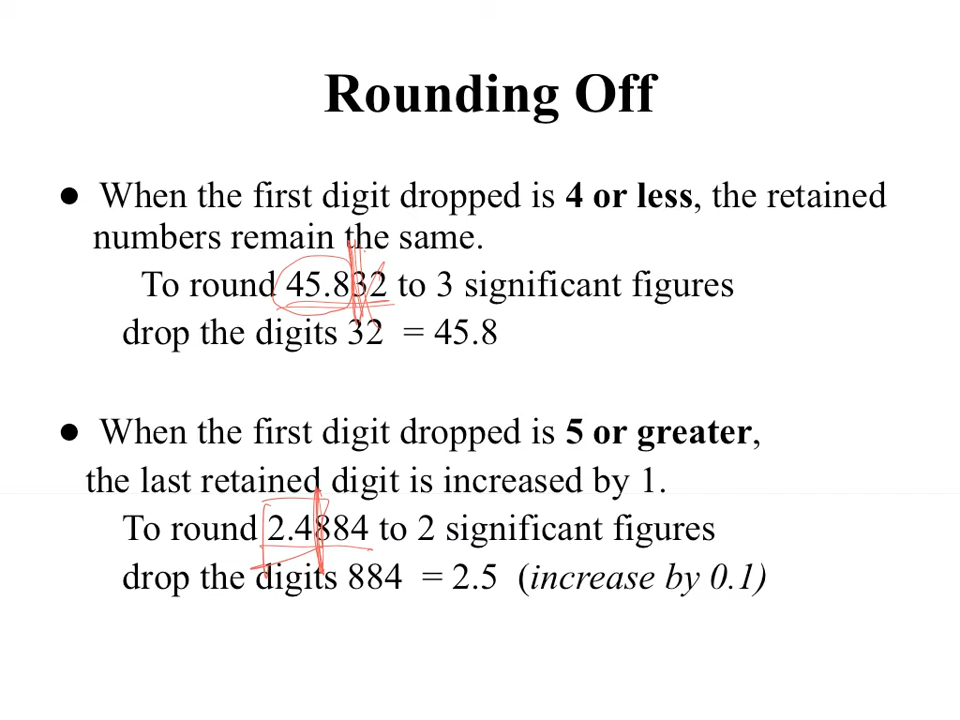 Rounding Off
● When the first digit dropped is 4 or less, the retained
numbers remain the same.
To round 45.832 to 3 significant figures
drop the digits 32 = 45.8
● When the first digit dropped is 5 or greater,
the last retained digit is increased by 1.
To round 2.4884 to 2 significant figures
drop the digits 884 = 2.5 (increase by 0.1)